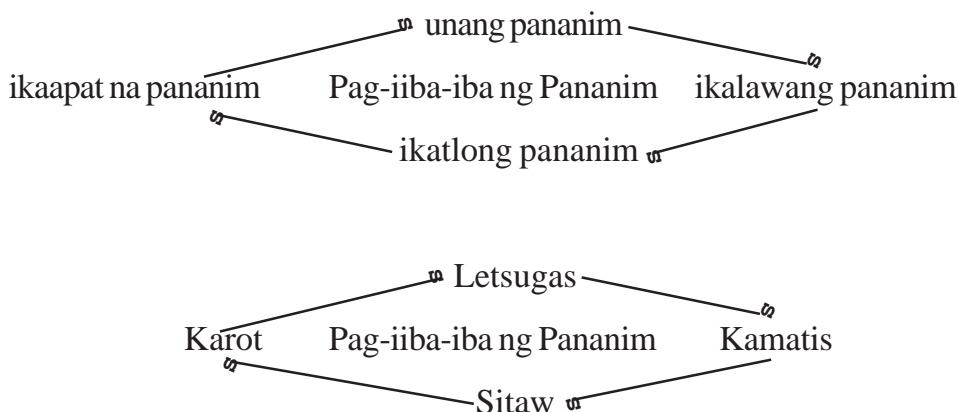 unang pananim
ikaapat na pananim Pag-iiba-iba ng Pananim ikalawang pananim
ikatlong pananim
Letsugas
Karot Pag-iiba-iba ng Pananim Kamatis
Sitaw